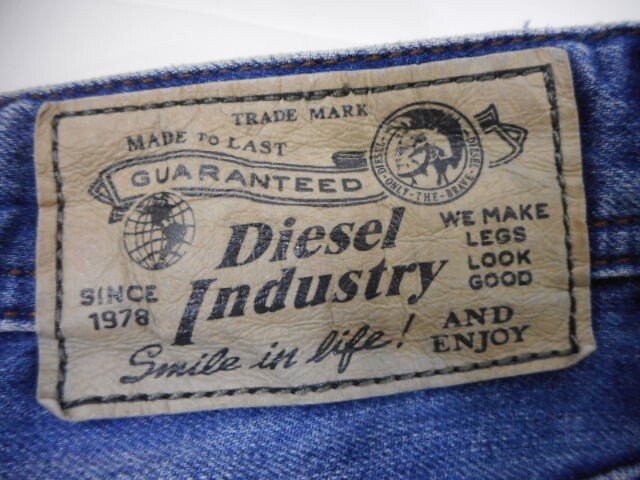 TRADE MARK
MADE TO LAST
GUARANTEED
DIESEL
ONLY-THE-BRAVE
DIESEL
Diesel
Industry
WE MAKE
LEGS
LOOK
GOOD
SINCE
1978
AND
ENJOY
Smile in life!